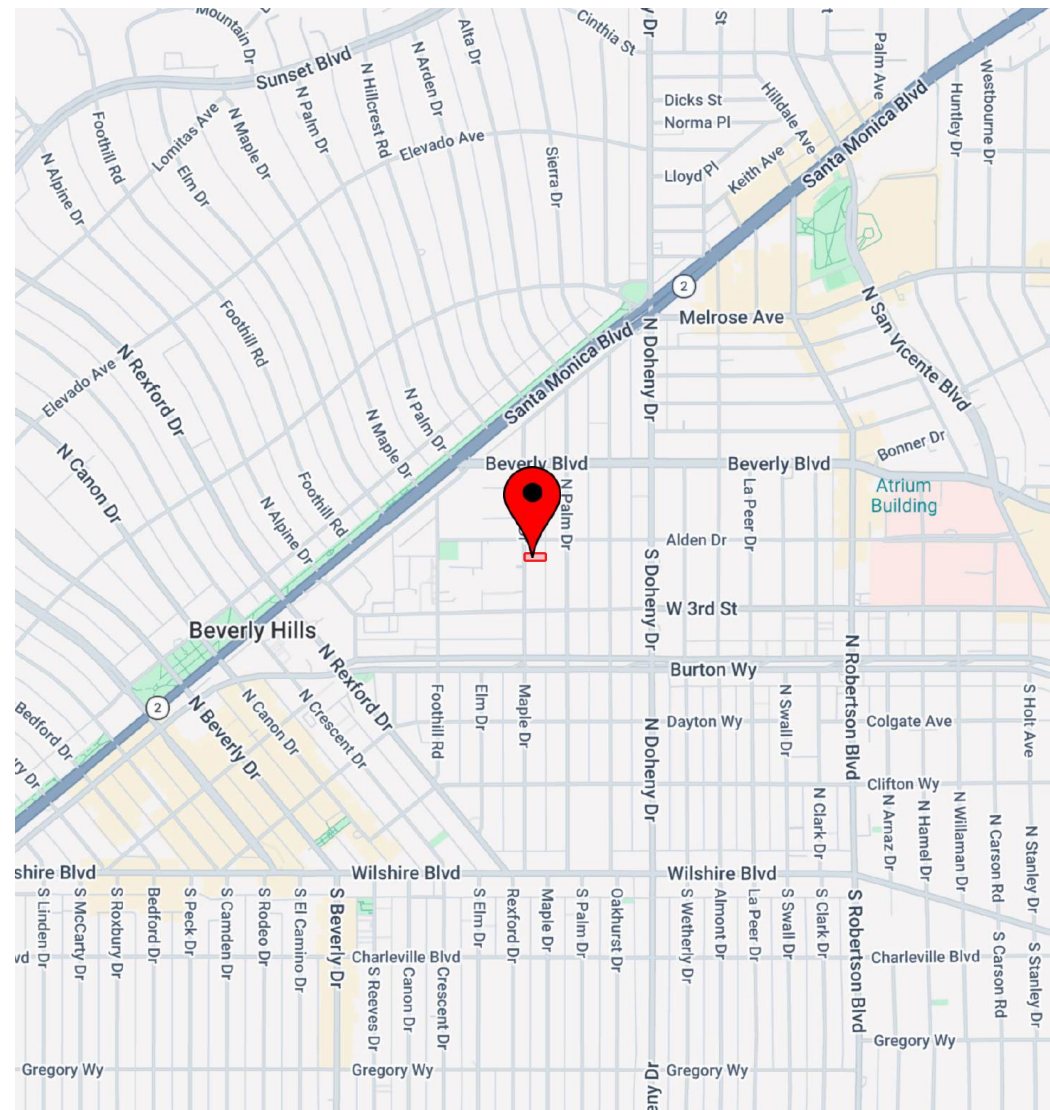 Mountain Dr
Sunset Blvd
Alta Dr
Cinthia St
y Dr
St
t
Palm Ave
Westbourne Dr
Huntley Dr
N Arden Dr
N Hillcrest Rd
N Palm Dr
Lomitas Ave
N Maple Dr
Elm Dr
Foothill Rd
N Alpine Dr
Elevado Ave
Sierra Dr
Dicks St
Norma Pl
Hilldale Ave
Lloyd Pl
Keith Ave
Santa Monica Blvd
2
Melrose Ave
N Doheny Dr
N San Vicente Blvd
Foothill Rd
N Rexford Dr
Elevado Ave
N Canon Dr
Santa Monica Blvd
N Palm Dr
N Maple Dr
Foothill Rd
N Alpine Dr
Beverly Blvd
Beverly Blvd
Bonner Dr
Atrium
Building
N Palm Dr
La Peer Dr
Alden Dr
S Doheny Dr
W 3rd St
Beverly Hills
N Rexford Dr
Burton Wy
N Robertson Blvd
2
Bedford Dr
ry Dr
N Beverly Dr
N Canon Dr
N Crescent Dr
Foothill Rd
Elm Dr
Maple Dr
N Doheny Dr
Dayton Wy
N Swall Dr
Colgate Ave
S Holt Ave
Clifton Wy
N Clark Dr
N Arnaz Dr
N Hamel Dr
N Willaman Dr
N Carson Rd
N Stanley Dr
shire Blvd
Wilshire Blvd
Wilshire Blvd
S Linden Dr
S McCarty Dr
S Roxbury Dr
Bedford Dr
S Peck Dr
S Camden Dr
S Rodeo Dr
S El Camino Dr
S Beverly Dr
S Elm Dr
Rexford Dr
Maple Dr
S Palm Dr
Oakhurst Dr
S Wetherly Dr
Almont Dr
La Peer Dr
S Swall Dr
S Clark Dr
S Robertson Blvd
vd
Charleville Blvd
Charleville Blvd
S Carson Rd
S Stanley Dr
S Reeves Dr
Canon Dr
Crescent Dr
Gregory Wy
Gregory Wy
Gregory Wy
Gregory Wy
eny Dr